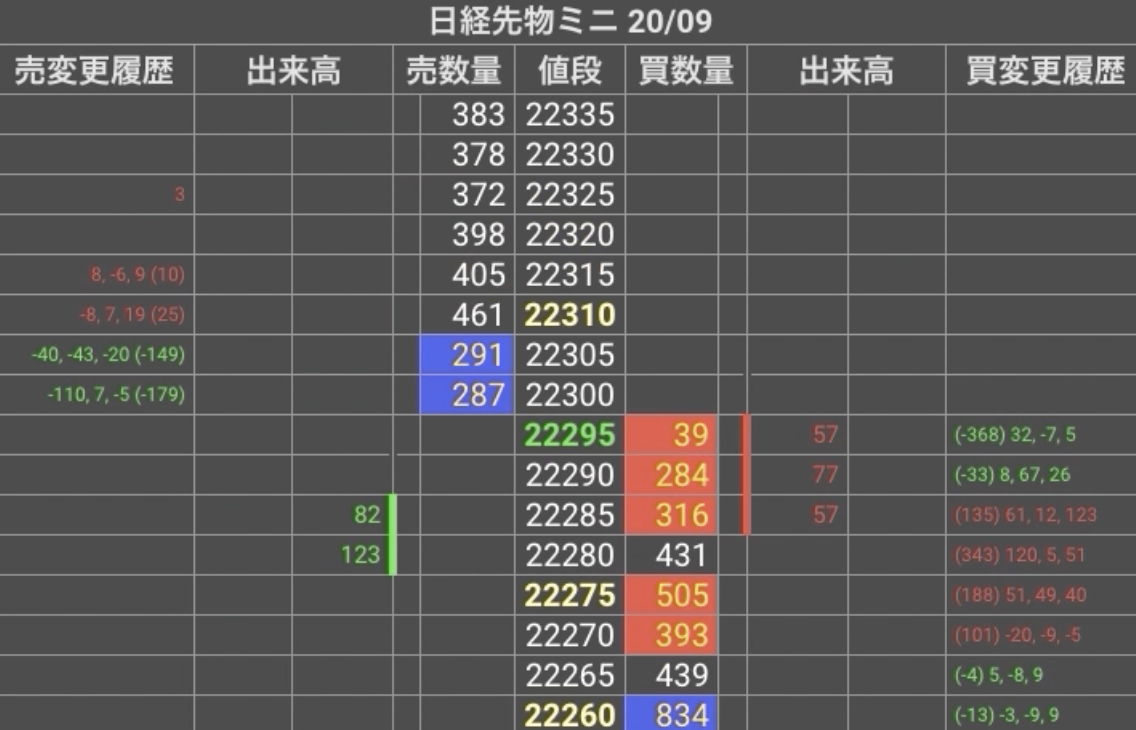 日経先物ミニ 20/09
売変更履歴 出来高 売数量 値段 買数量 出来高 買変更履歴
383 22335
378 22330
3 372 22325
398 22320
8, -6, 9 (10) 405 22315
-8, 7, 19 (25) 461 22310
-40, -43, -20 (-149) 291 22305
-110, 7, -5 (-179) 287 22300
22295 39 57 (-368) 32, -7, 5
22290 284 77 (-33) 8, 67, 26
82 22285 316 57 (135) 61, 12, 123
123 22280 431 (343) 120, 5, 51
22275 505 (188) 51, 49, 40
22270 393 (101) -20, -9, -5
22265 439 (-4) 5, -8, 9
22260 834 (-13) -3, -9, 9